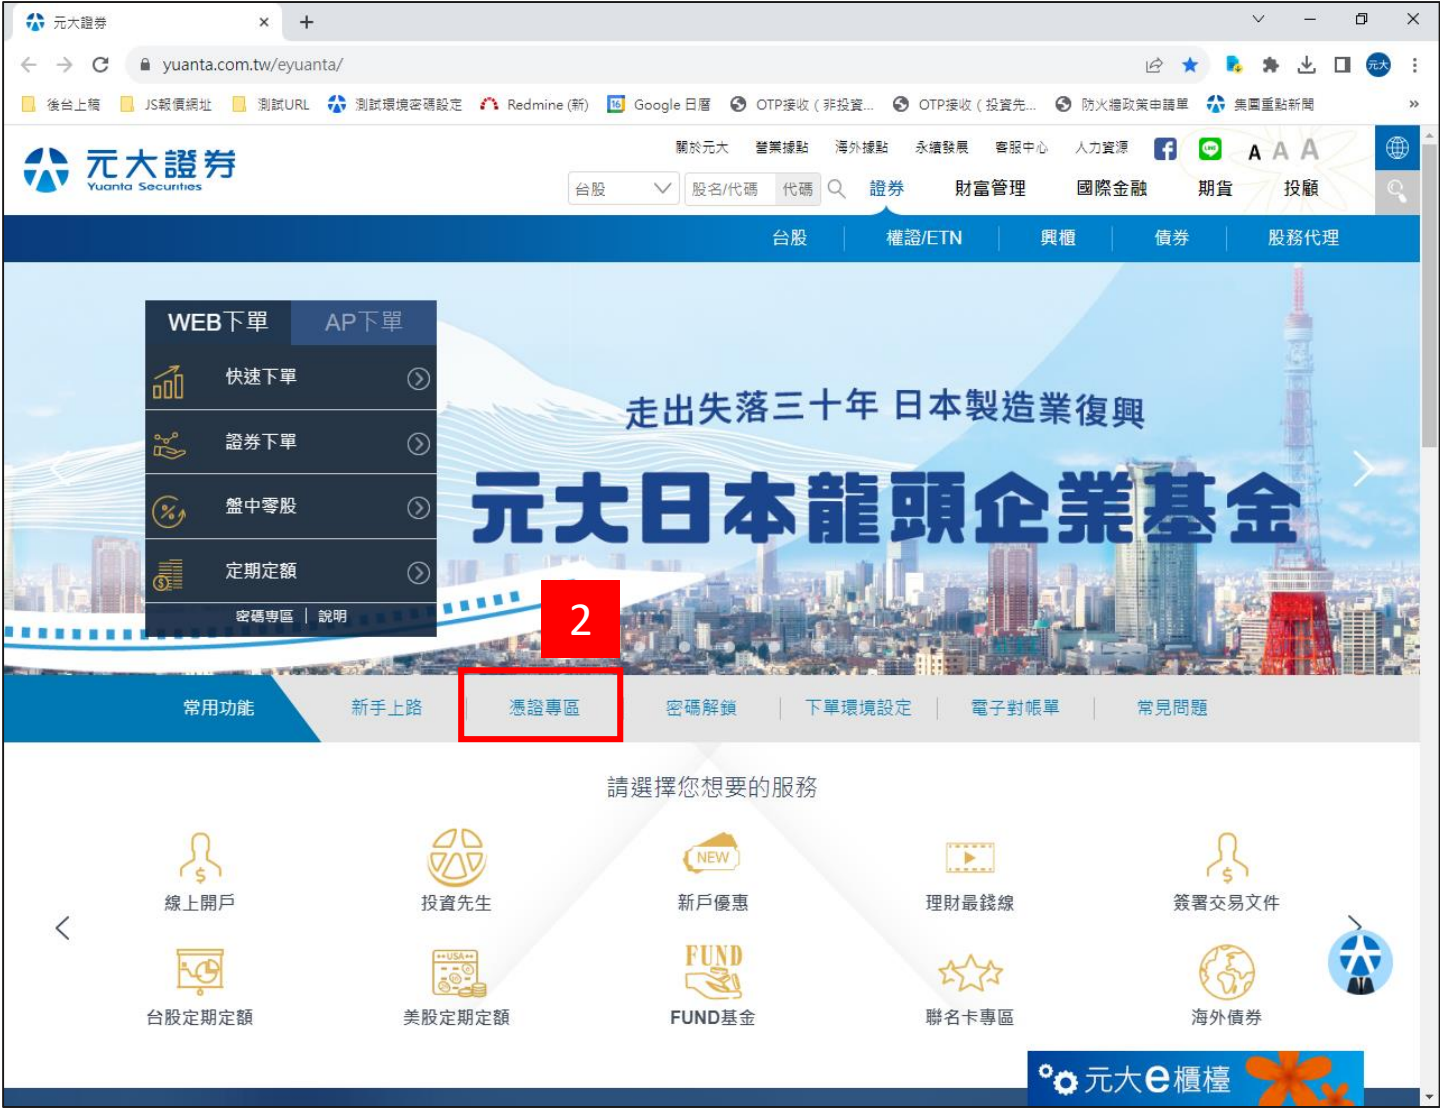 元大證券
yuanta.com.tw/eyuanta/
元大
後台上稿 JS報價網址 測試URL 測試環境密碼設定 Redmine (新) 16 Google 日曆 OTP接收 ( 非投資... OTP接收 ( 投資先... 防火牆政策申請單 集團重點新聞 »
關於元大 營業據點 海外據點 永續發展 客服中心 人力資源 f LINE A A A
元大證券
Yuanta Securities
台股 股名/代碼 代碼 證券 財富管理 國際金融 期貨 投顧
台股 權證/ETN 興櫃 債券 股務代理
WEB下單 AP下單
快速下單
證券下單
盤中零股
定期定額
密碼專區 | 說明
走出失落三十年 日本製造業復興
元大日本龍頭企業基金
2
常用功能 新手上路 憑證專區 密碼解鎖 下單環境設定 電子對帳單 常見問題
請選擇您想要的服務
NEW
線上開戶 投資先生 新戶優惠 理財最錢線 簽署交易文件
USA FUND
台股定期定額 美股定期定額 FUND基金 聯名卡專區 海外債券
元大e櫃檯